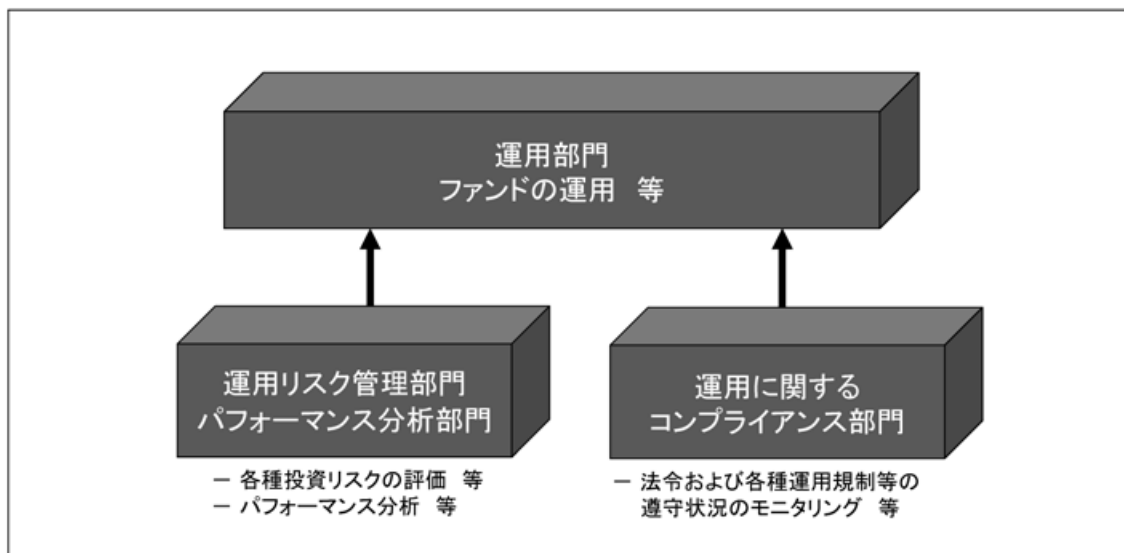 運用部門
ファンドの運用 等
運用リスク管理部門
パフォーマンス分析部門
－ 各種投資リスクの評価 等
－ パフォーマンス分析 等
運用に関する
コンプライアンス部門
－ 法令および各種運用規制等の
遵守状況のモニタリング 等